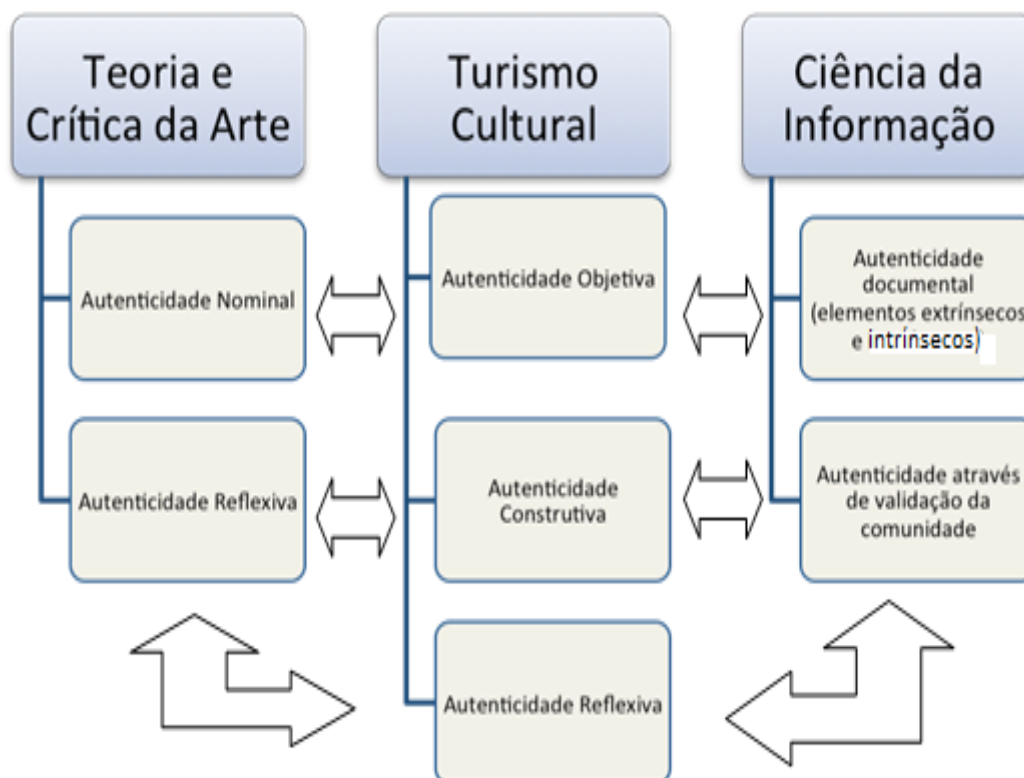 Teoria e
Crítica da Arte
Turismo
Cultural
Ciência da
Informação
Autenticidade Nominal
Autenticidade Objetiva
Autenticidade
documental
(elementos extrínsecos
e intrínsecos)
Autenticidade Reflexiva
Autenticidade
Construtiva
Autenticidade através
de validação da
comunidade
Autenticidade Reflexiva